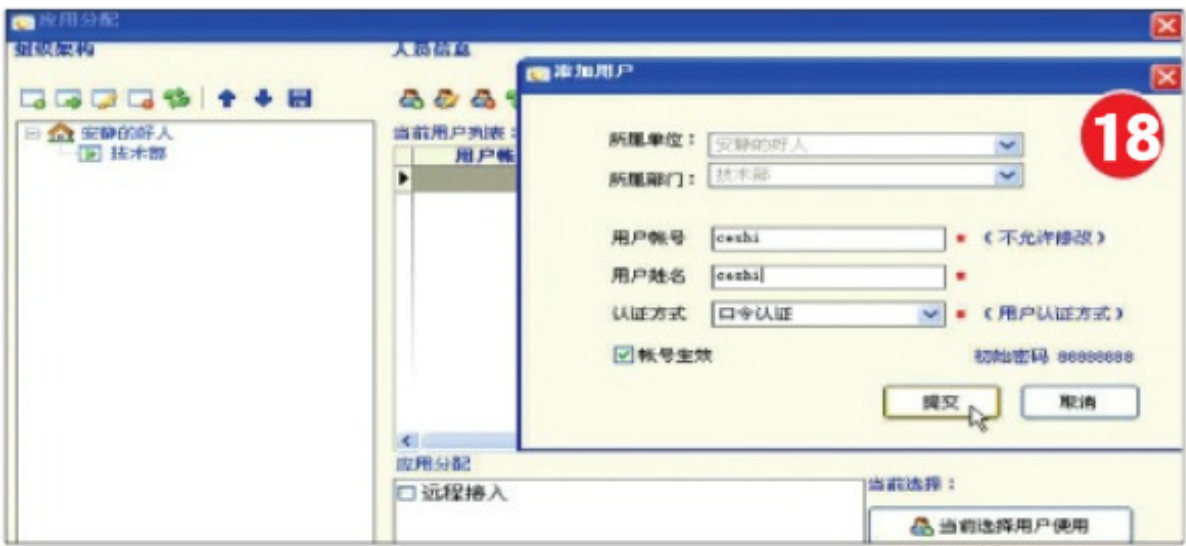 应用分配
组织架构
人员信息
添加用户
18
安静的好人
技术部
当前用户列表：
用户帐
所属单位：
安静的好人
所属部门：
技术部
用户帐号
ceshi
（不允许修改）
用户姓名
ceshi
认证方式
口令认证
（用户认证方式）
帐号生效
初始密码 88888888
提交
取消
应用分配
远程接入
当前选择：
当前选择用户使用